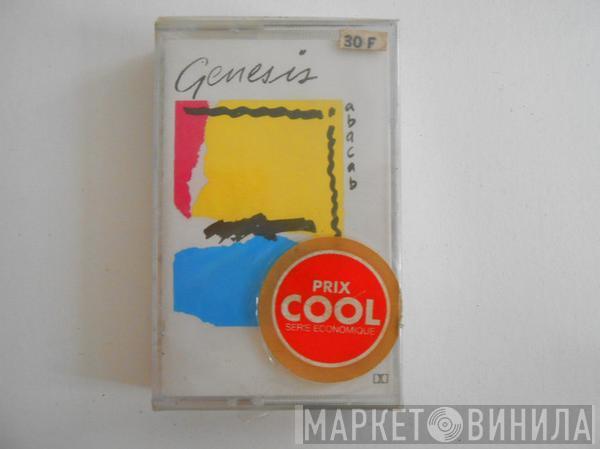 30 F
Genesis
abacab
PRIX
COOL
SERIE ECONOMIQUE
МАРКЕТ ВИНИЛА